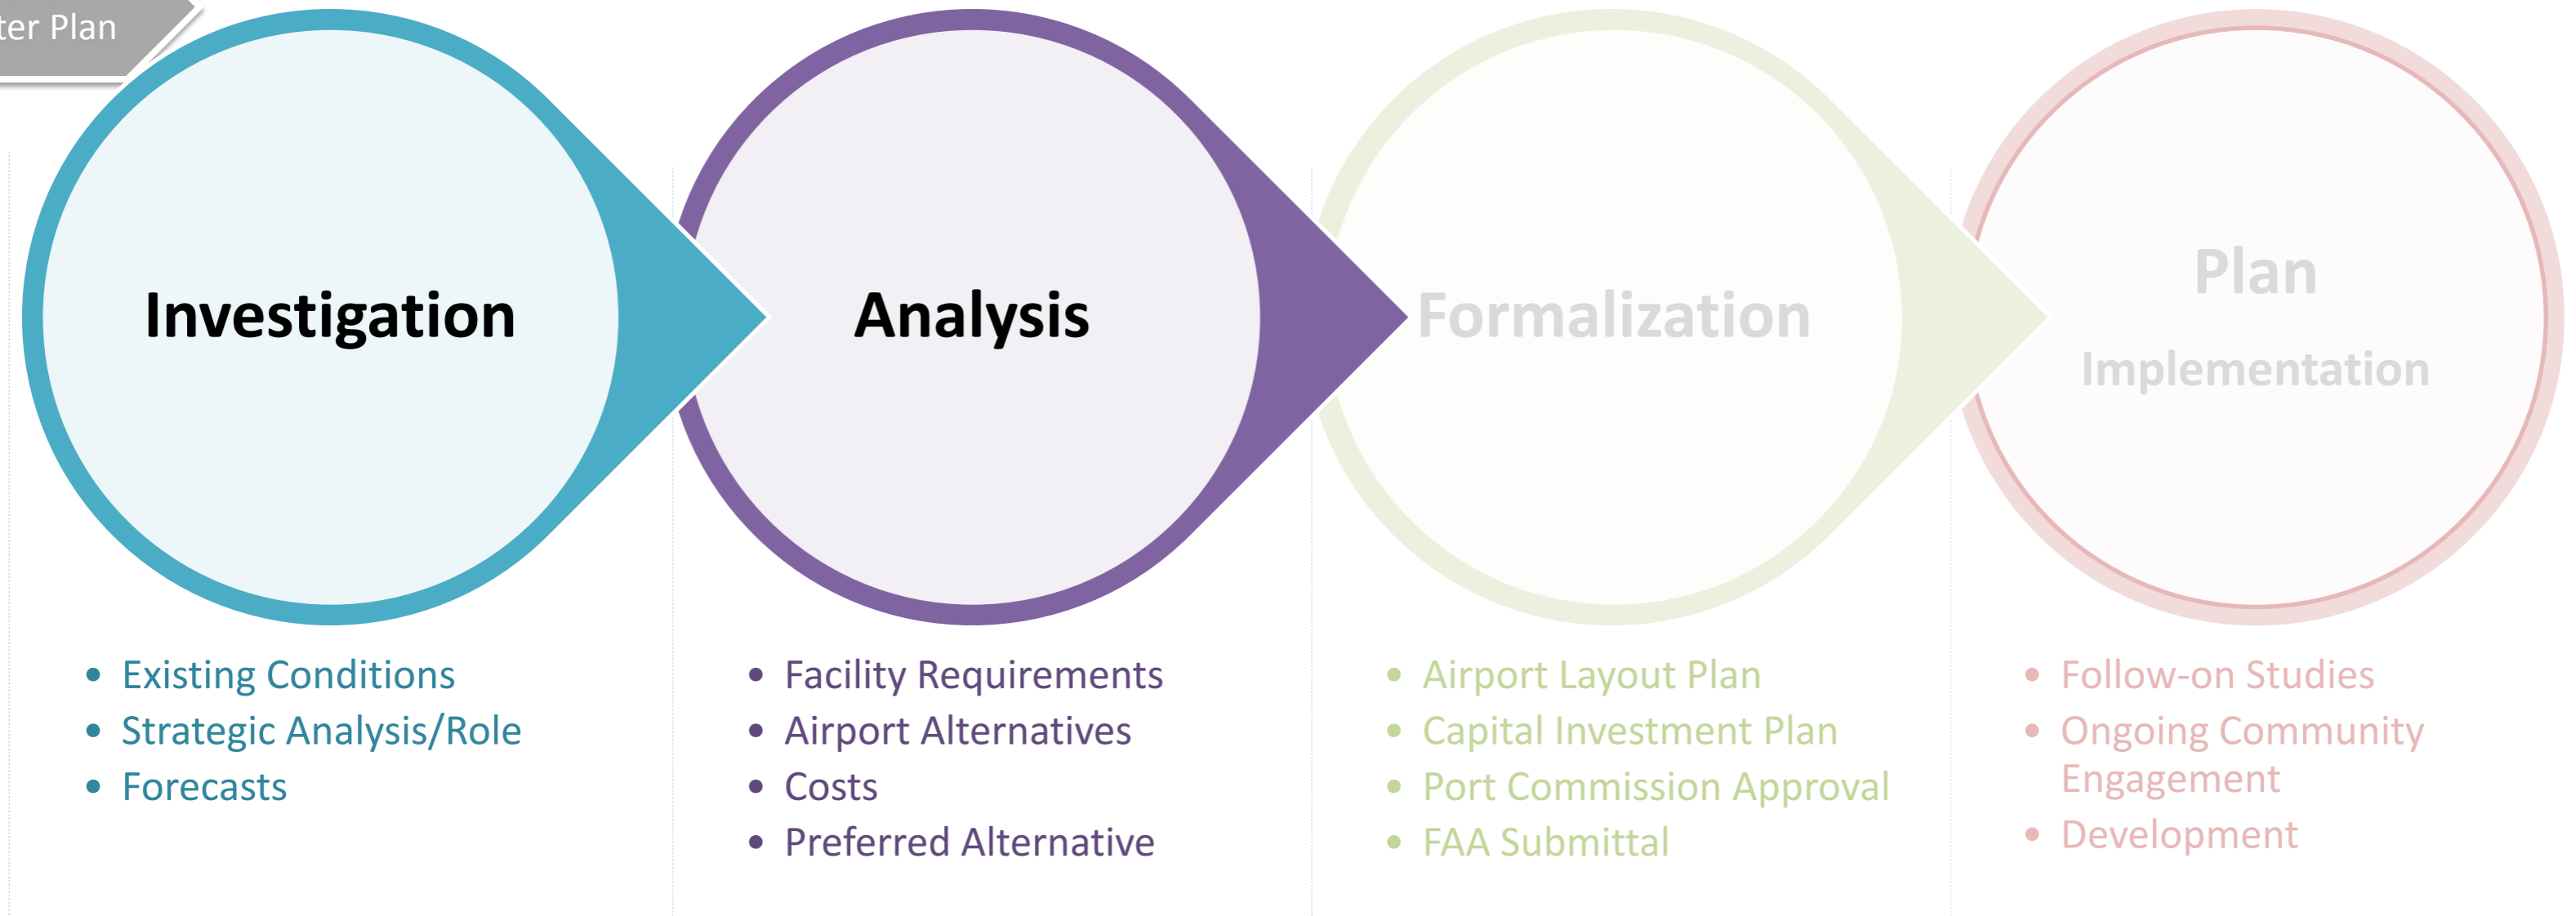 ter Plan
Investigation
Analysis
Formalization
Plan
Implementation
• Existing Conditions
• Strategic Analysis/Role
• Forecasts
• Facility Requirements
• Airport Alternatives
• Costs
• Preferred Alternative
• Airport Layout Plan
• Capital Investment Plan
• Port Commission Approval
• FAA Submittal
• Follow-on Studies
• Ongoing Community
Engagement
• Development